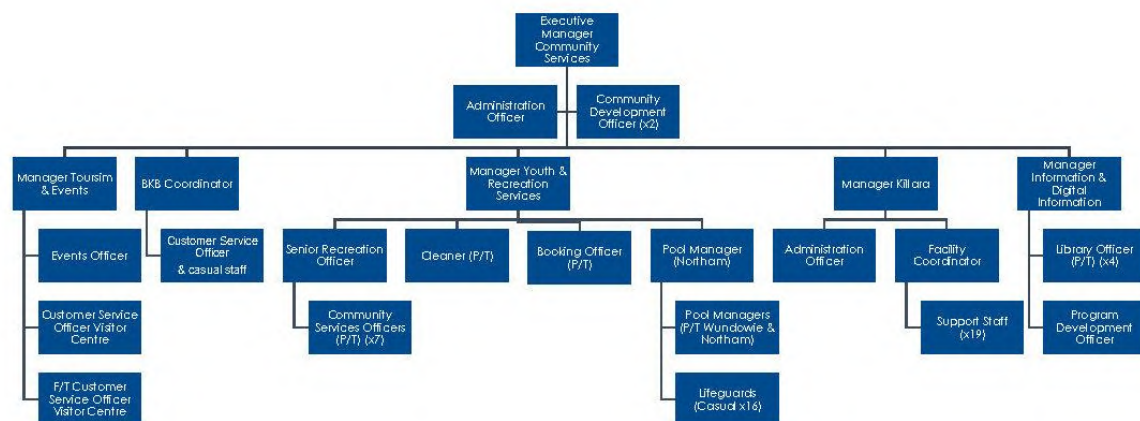 Executive
Manager
Community
Services
Administration
Officer
Community
Development
Officer (x2)
Manager Toursim
& Events
BKB Coordinator
Manager Youth &
Recreation
Services
Manager Killara
Manager
Information &
Digital
Information
Events Officer
Customer Service
Officer Visitor
Centre
F/T Customer
Service Officer
Visitor Centre
Customer Service
Officer
& casual staff
Senior Recreation
Officer
Community
Services Officers
(P/T) (x7)
Cleaner (P/T)
Booking Officer
(P/T)
Pool Manager
(Northam)
Pool Managers
(P/T Wundowie &
Northam)
Lifeguards
(Casual x16)
Administration
Officer
Facility
Coordinator
Support Staff
(x19)
Library Officer
(P/T) (x4)
Program
Development
Officer